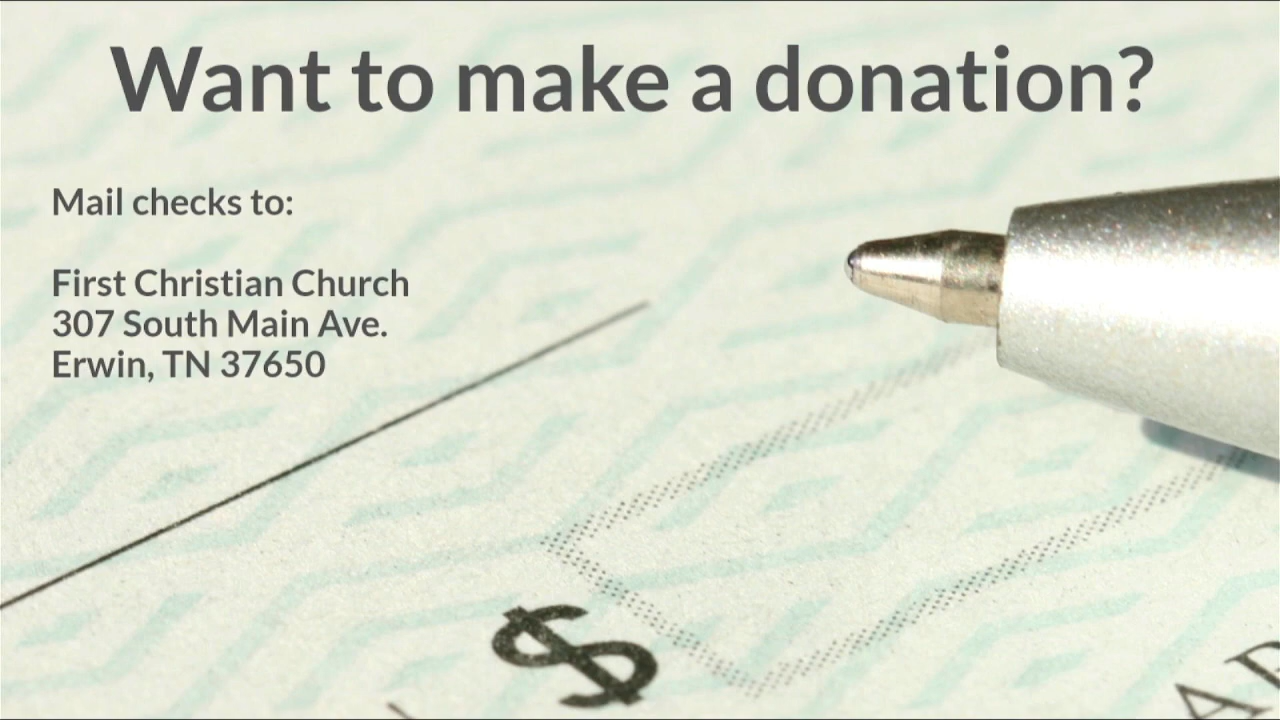 Want to make a donation?
Mail checks to:
First Christian Church
307 South Main Ave.
Erwin, TN 37650
$